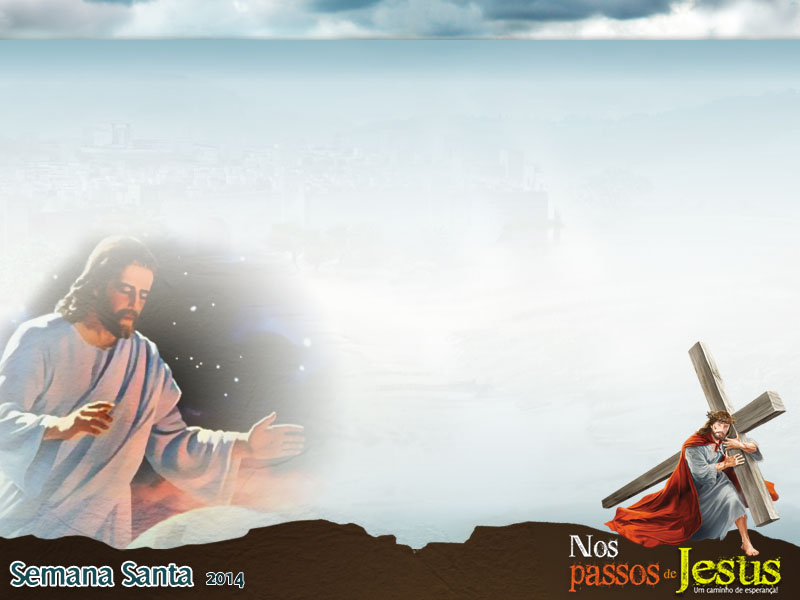 Semana Santa 2014
Nos
passos de Jesus
Um caminho de esperança!